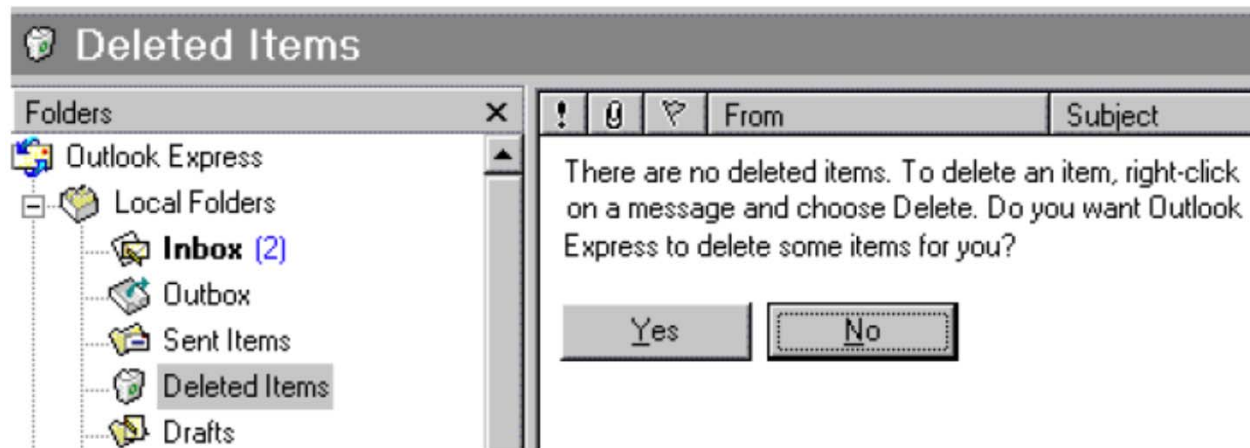 Deleted Items
Folders
! From Subject
Outlook Express
Local Folders
Inbox (2)
Outbox
Sent Items
Deleted Items
Drafts
There are no deleted items. To delete an item, right-click
on a message and choose Delete. Do you want Outlook
Express to delete some items for you?
Yes No